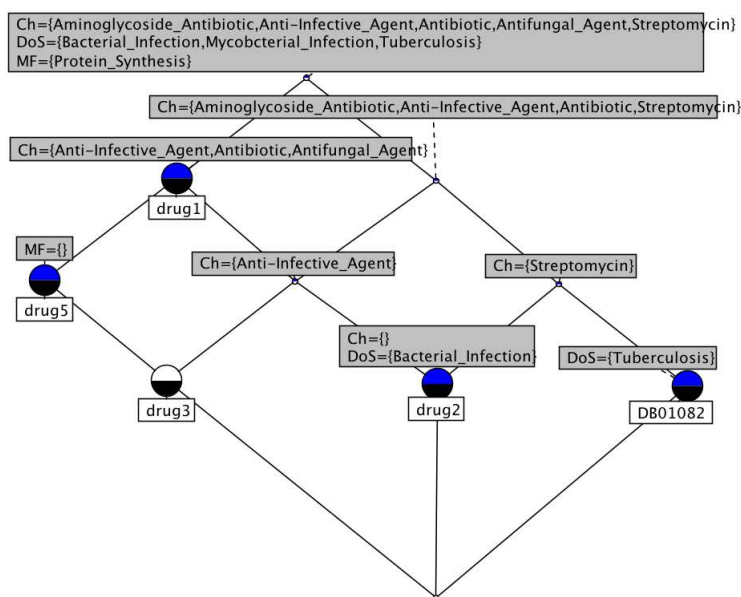 Ch={Aminoglycoside_Antibiotic,Anti-Infective_Agent,Antibiotic,Antifungal_Agent,Streptomycin}
DoS={Bacterial_Infection,Mycobcterial_Infection,Tuberculosis}
MF={Protein_Synthesis}
Ch={Aminoglycoside_Antibiotic,Anti-Infective_Agent,Antibiotic,Streptomycin}
Ch={Anti-Infective_Agent,Antibiotic,Antifungal_Agent}
drug1
MF={}
drug5
Ch={Anti-Infective_Agent}
Ch={Streptomycin}
Ch={}
DoS={Bacterial_Infection}
DoS={Tuberculosis}
drug3
drug2
DB01082